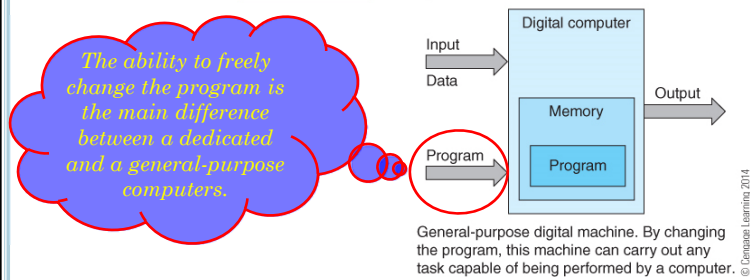 The ability to freely
change the program is
the main difference
between a dedicated
and a general-purpose
computers.
Digital computer
Input
Data
Memory
Output
Program
Program
General-purpose digital machine. By changing
the program, this machine can carry out any
task capable of being performed by a computer.
© Cengage Learning 2014